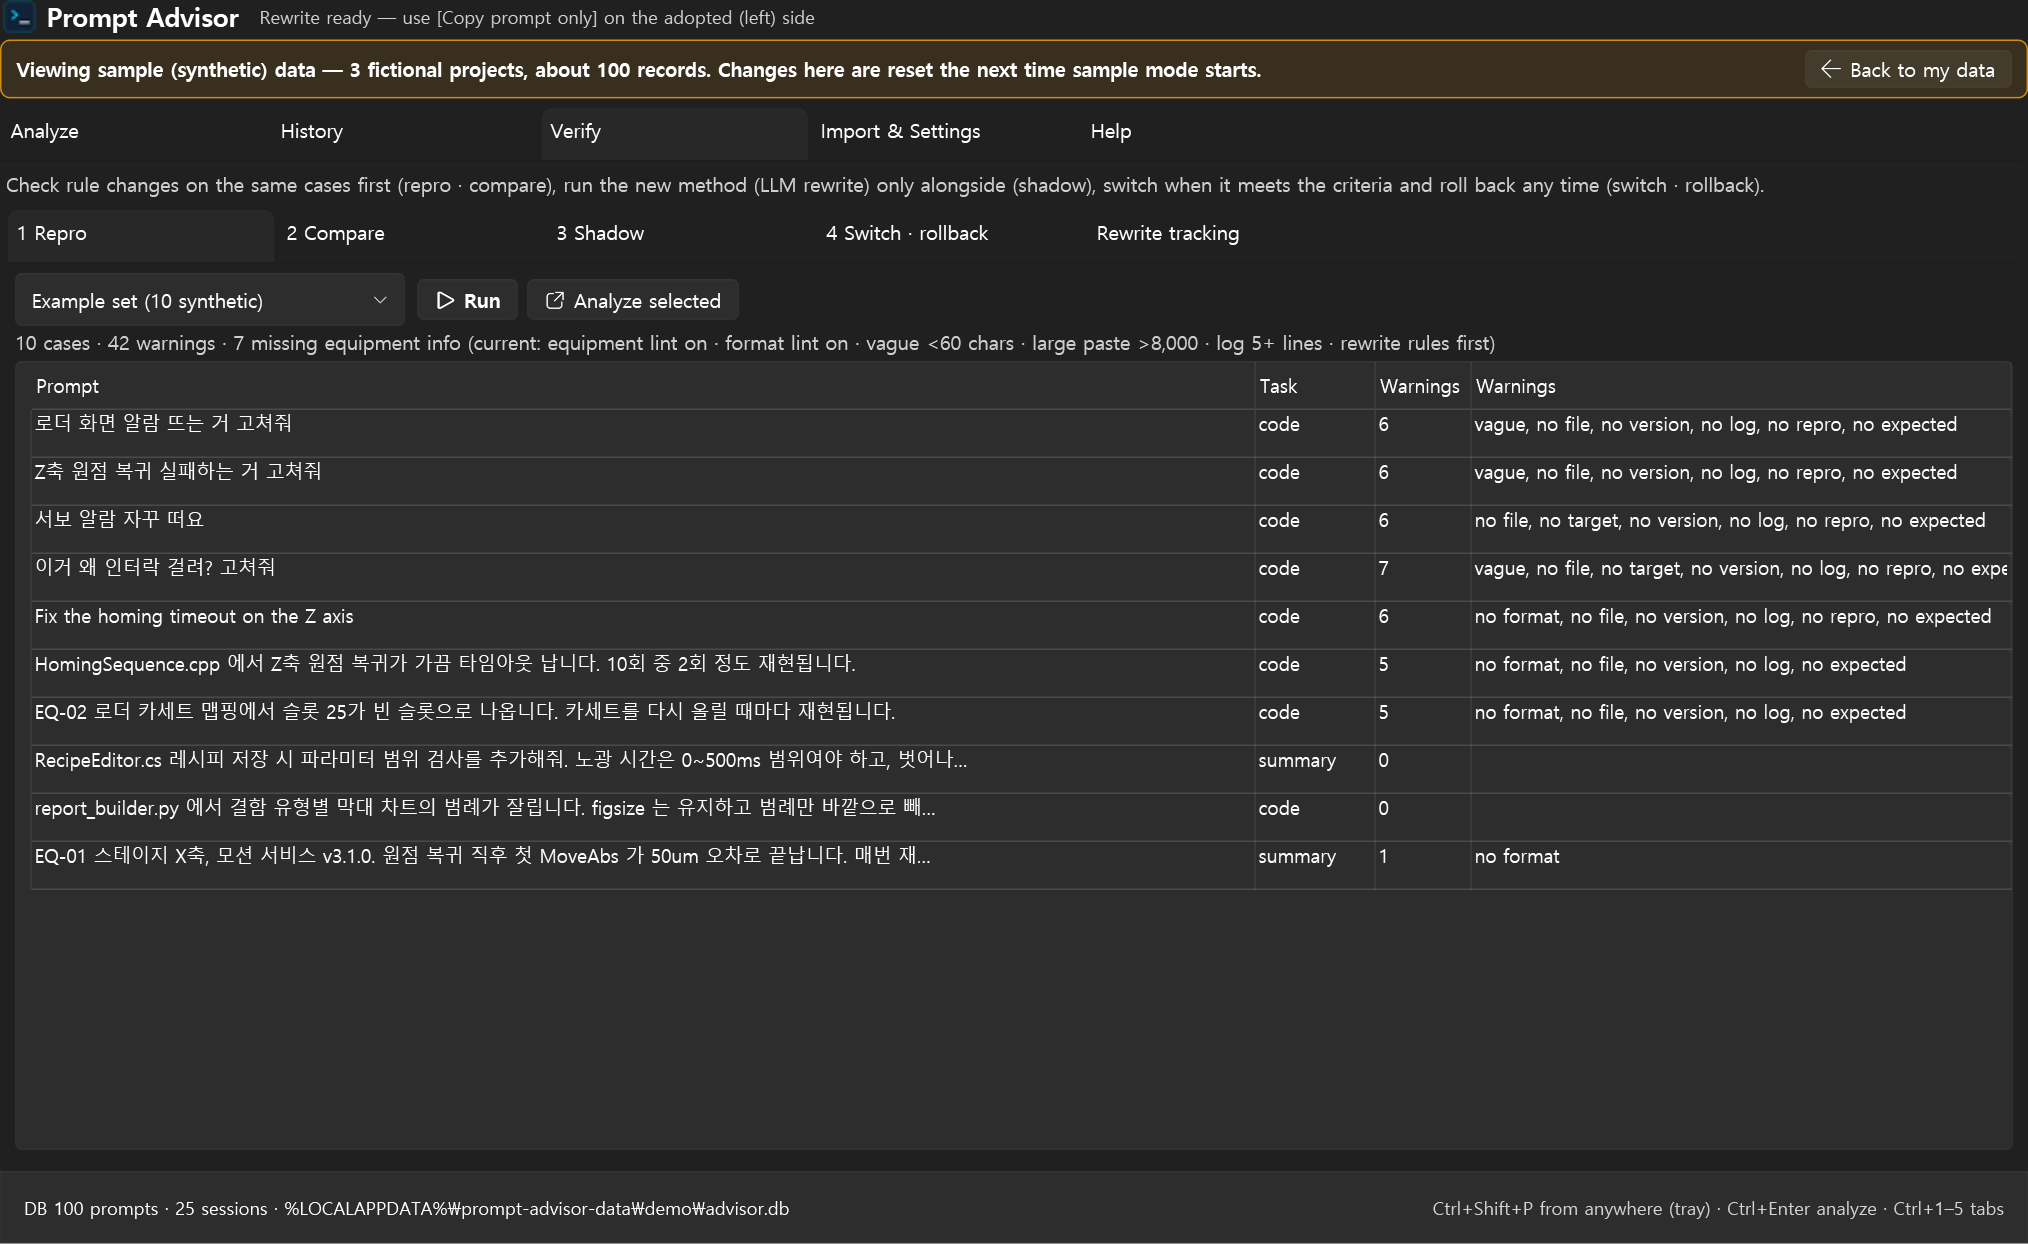 Prompt Advisor Rewrite ready — use [Copy prompt only] on the adopted (left) side
Viewing sample (synthetic) data — 3 fictional projects, about 100 records. Changes here are reset the next time sample mode starts.
Back to my data
Analyze History Verify Import & Settings Help
Check rule changes on the same cases first (repro · compare), run the new method (LLM rewrite) only alongside (shadow), switch when it meets the criteria and roll back any time (switch · rollback).
1 Repro 2 Compare 3 Shadow 4 Switch · rollback Rewrite tracking
Example set (10 synthetic) Run Analyze selected
10 cases · 42 warnings · 7 missing equipment info (current: equipment lint on · format lint on · vague <60 chars · large paste >8,000 · log 5+ lines · rewrite rules first)
Prompt Task Warnings Warnings
로더 화면 알람 뜨는 거 고쳐줘 code 6 vague, no file, no version, no log, no repro, no expected
Z축 원점 복귀 실패하는 거 고쳐줘 code 6 vague, no file, no version, no log, no repro, no expected
서보 알람 자꾸 떠요 code 6 no file, no target, no version, no log, no repro, no expected
이거 왜 인터락 걸려? 고쳐줘 code 7 vague, no file, no target, no version, no log, no repro, no expe
Fix the homing timeout on the Z axis code 6 no format, no file, no version, no log, no repro, no expected
HomingSequence.cpp 에서 Z축 원점 복귀가 가끔 타임아웃 납니다. 10회 중 2회 정도 재현됩니다. code 5 no format, no file, no version, no log, no expected
EQ-02 로더 카세트 맵핑에서 슬롯 25가 빈 슬롯으로 나옵니다. 카세트를 다시 올릴 때마다 재현됩니다. code 5 no format, no file, no version, no log, no expected
RecipeEditor.cs 레시피 저장 시 파라미터 범위 검사를 추가해줘. 노광 시간은 0~500ms 범위여야 하고, 벗어나... summary 0
report_builder.py 에서 결함 유형별 막대 차트의 범례가 잘립니다. figsize 는 유지하고 범례만 바깥으로 빼... code 0
EQ-01 스테이지 X축, 모션 서비스 v3.1.0. 원점 복귀 직후 첫 MoveAbs 가 50um 오차로 끝납니다. 매번 재... summary 1 no format
DB 100 prompts · 25 sessions · %LOCALAPPDATA%₩prompt-advisor-data₩demo₩advisor.db Ctrl+Shift+P from anywhere (tray) · Ctrl+Enter analyze · Ctrl+1–5 tabs